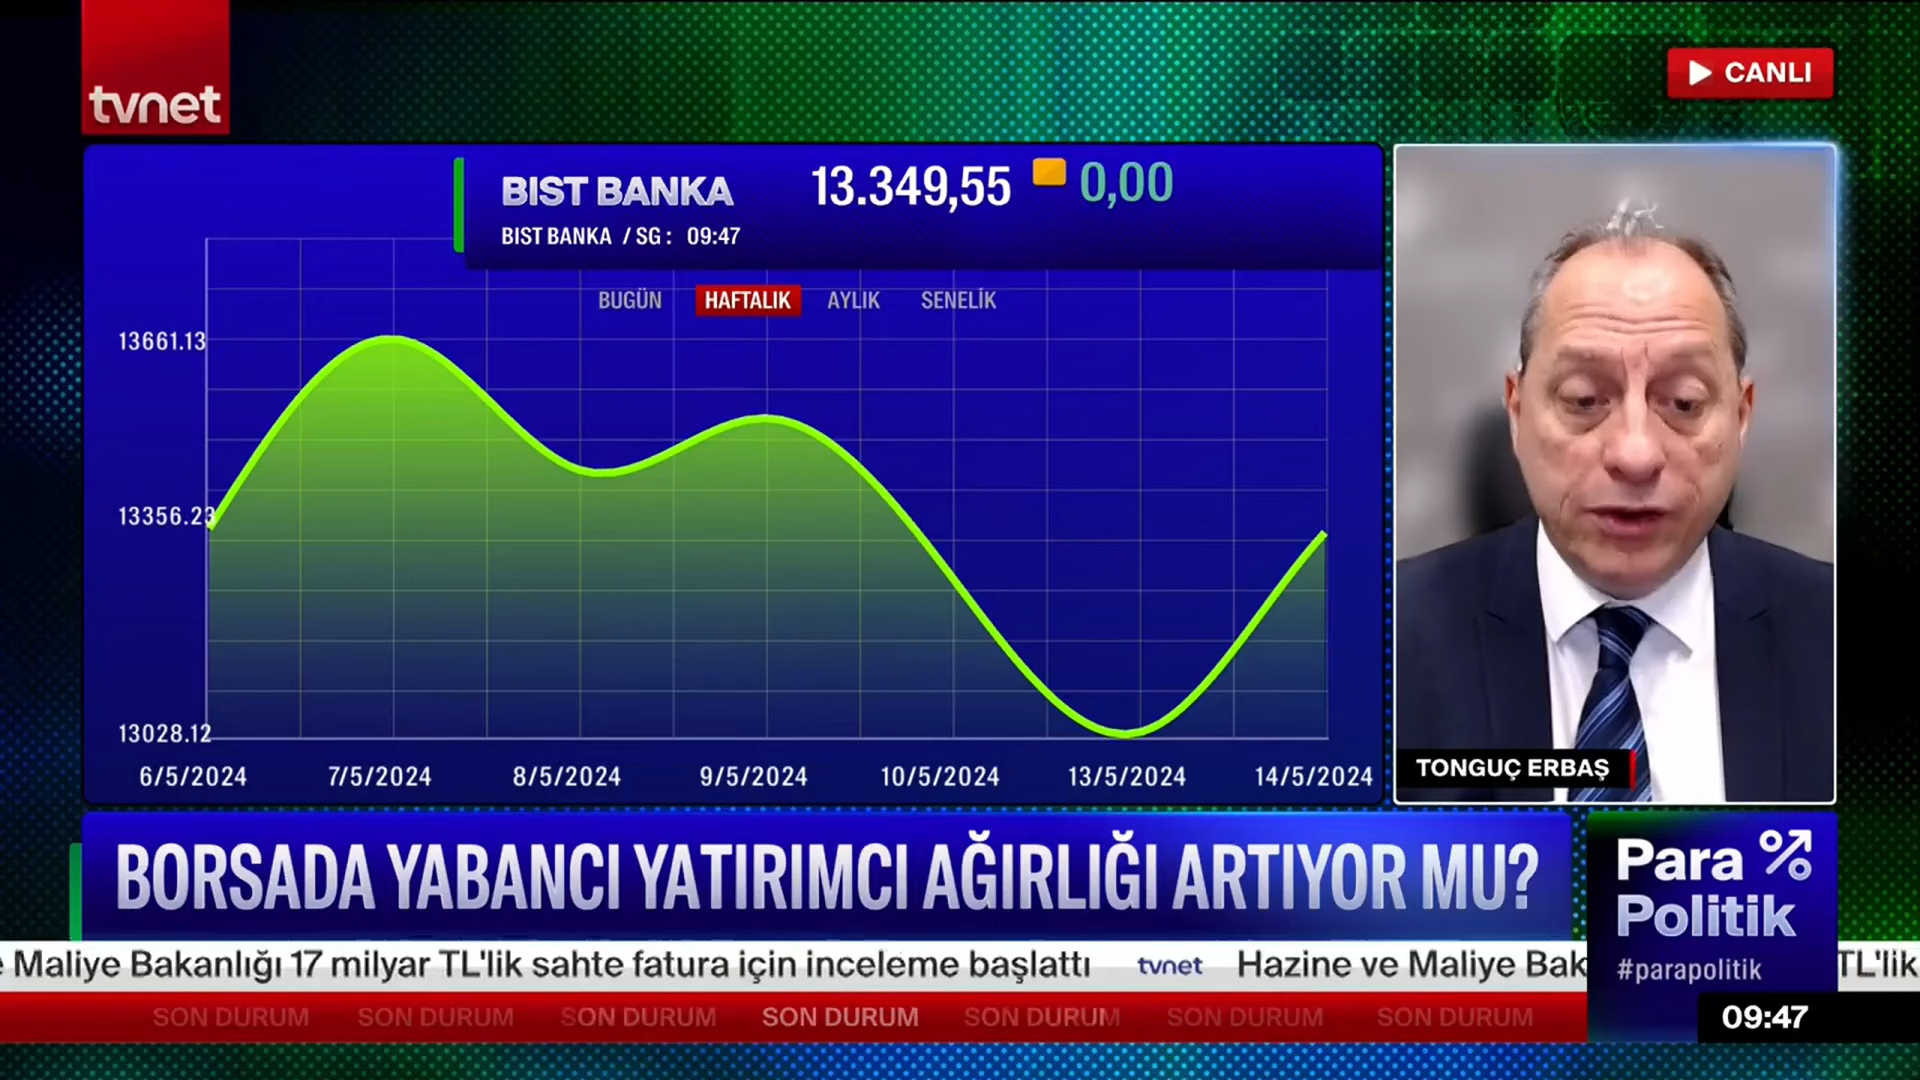 tvnet
CANLI
BIST BANKA 13.349,55 0,00
BIST BANKA / SG : 09:47
BUGÜN HAFTALIK AYLIK SENELİK
13661.13
13356.23
13028.12
6/5/2024 7/5/2024 8/5/2024 9/5/2024 10/5/2024 13/5/2024 14/5/2024
TONGUÇ ERBAŞ
BORSADA YABANCI YATIRIMCI AĞIRLIĞI ARTIYOR MU?
Para
Politik
#parapolitik
e Maliye Bakanlığı 17 milyar TL'lik sahte fatura için inceleme başlattı tvnet Hazine ve Maliye Bak TL'lik
SON DURUM SON DURUM SON DURUM SON DURUM SON DURUM SON DURUM SON DURUM
09:47